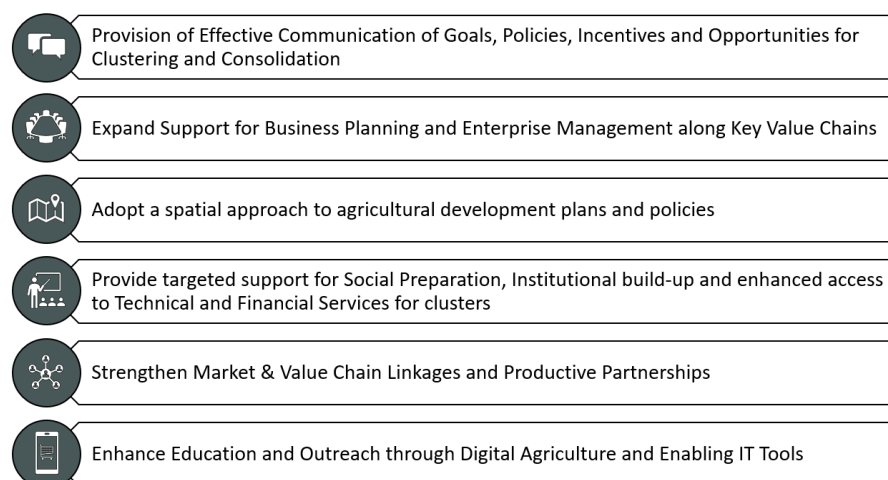 Provision of Effective Communication of Goals, Policies, Incentives and Opportunities for
Clustering and Consolidation
Expand Support for Business Planning and Enterprise Management along Key Value Chains
Adopt a spatial approach to agricultural development plans and policies
Provide targeted support for Social Preparation, Institutional build-up and enhanced access
to Technical and Financial Services for clusters
Strengthen Market & Value Chain Linkages and Productive Partnerships
Enhance Education and Outreach through Digital Agriculture and Enabling IT Tools